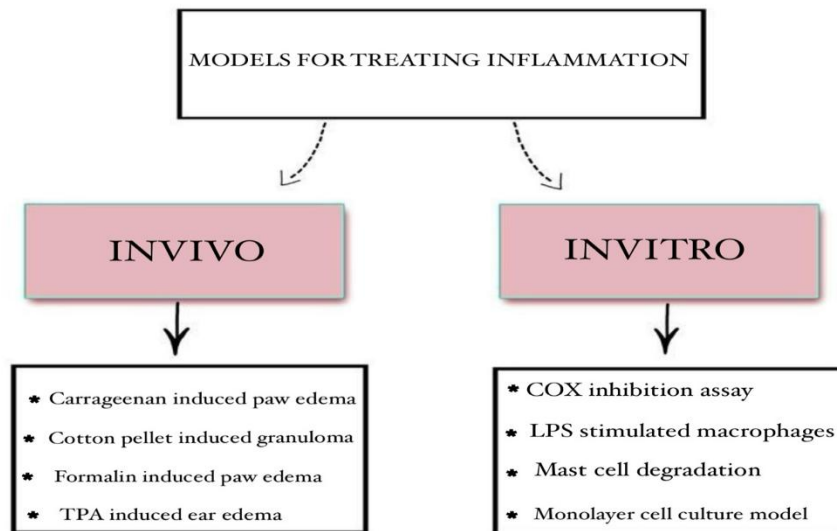 MODELS FOR TREATING INFLAMMATION
INVIVO
INVITRO
* Carrageenan induced paw edema
* Cotton pellet induced granuloma
* Formalin induced paw edema
* TPA induced ear edema
* COX inhibition assay
* LPS stimulated macrophages
* Mast cell degradation
* Monolayer cell culture model